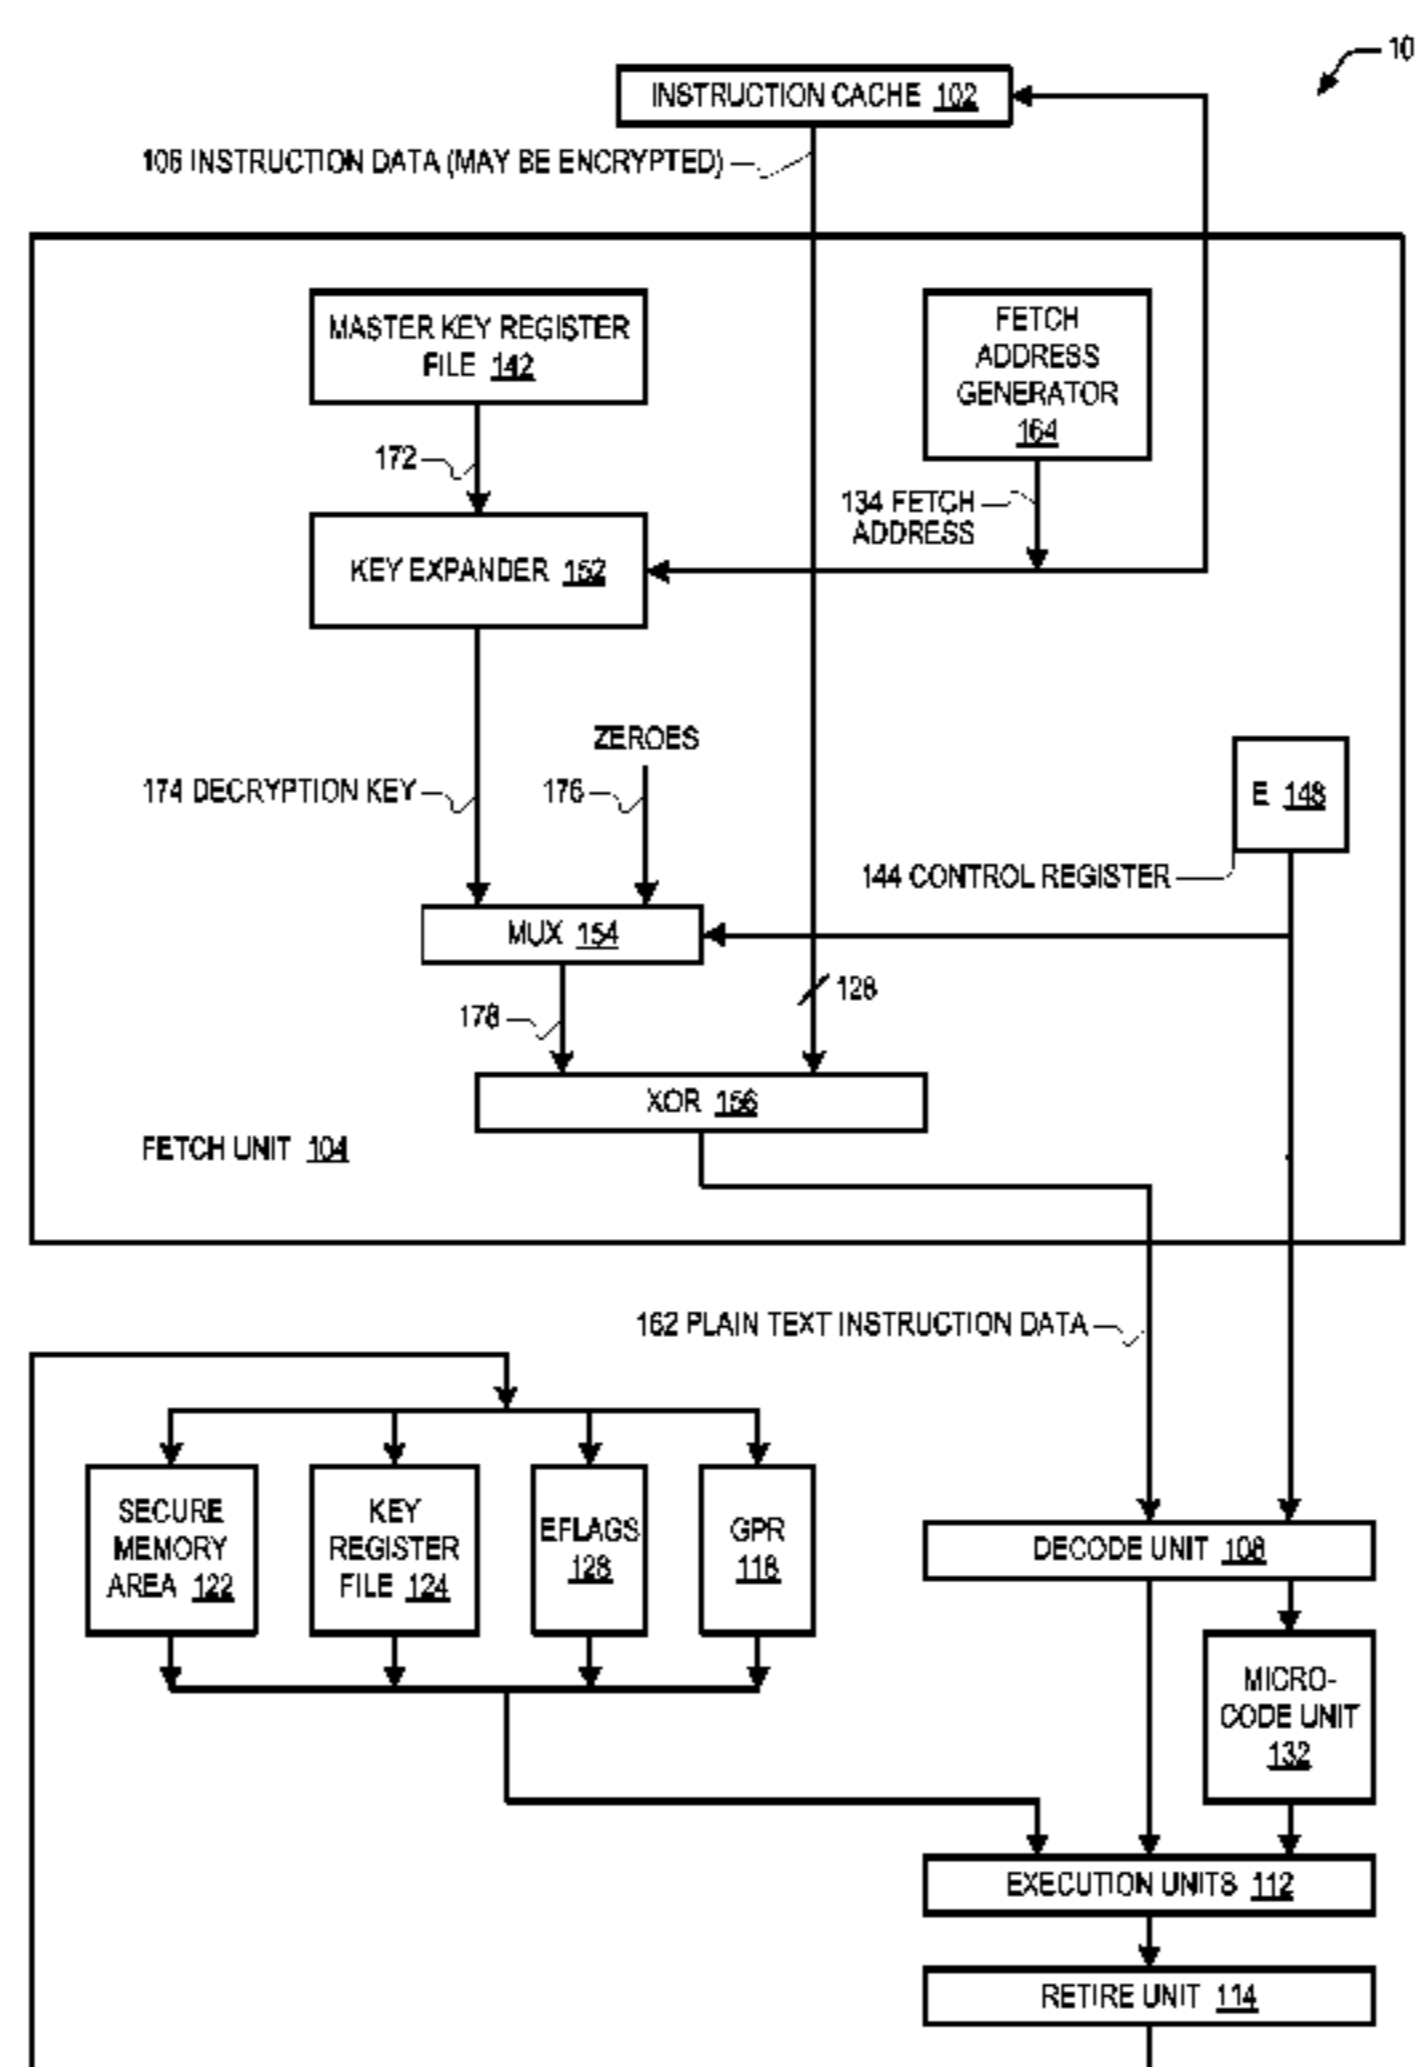 10
INSTRUCTION CACHE 102
106 INSTRUCTION DATA (MAY BE ENCRYPTED)
MASTER KEY REGISTER
FILE 142
FETCH
ADDRESS
GENERATOR
164
172
134 FETCH
ADDRESS
KEY EXPANDER 152
ZEROES
174 DECRYPTION KEY
176
E 148
144 CONTROL REGISTER
MUX 154
128
178
XOR 156
FETCH UNIT 104
162 PLAIN TEXT INSTRUCTION DATA
SECURE
MEMORY
AREA 122
KEY
REGISTER
FILE 124
EFLAGS
128
GPR
118
DECODE UNIT 108
MICRO-
CODE UNIT
132
EXECUTION UNITS 112
RETIRE UNIT 114